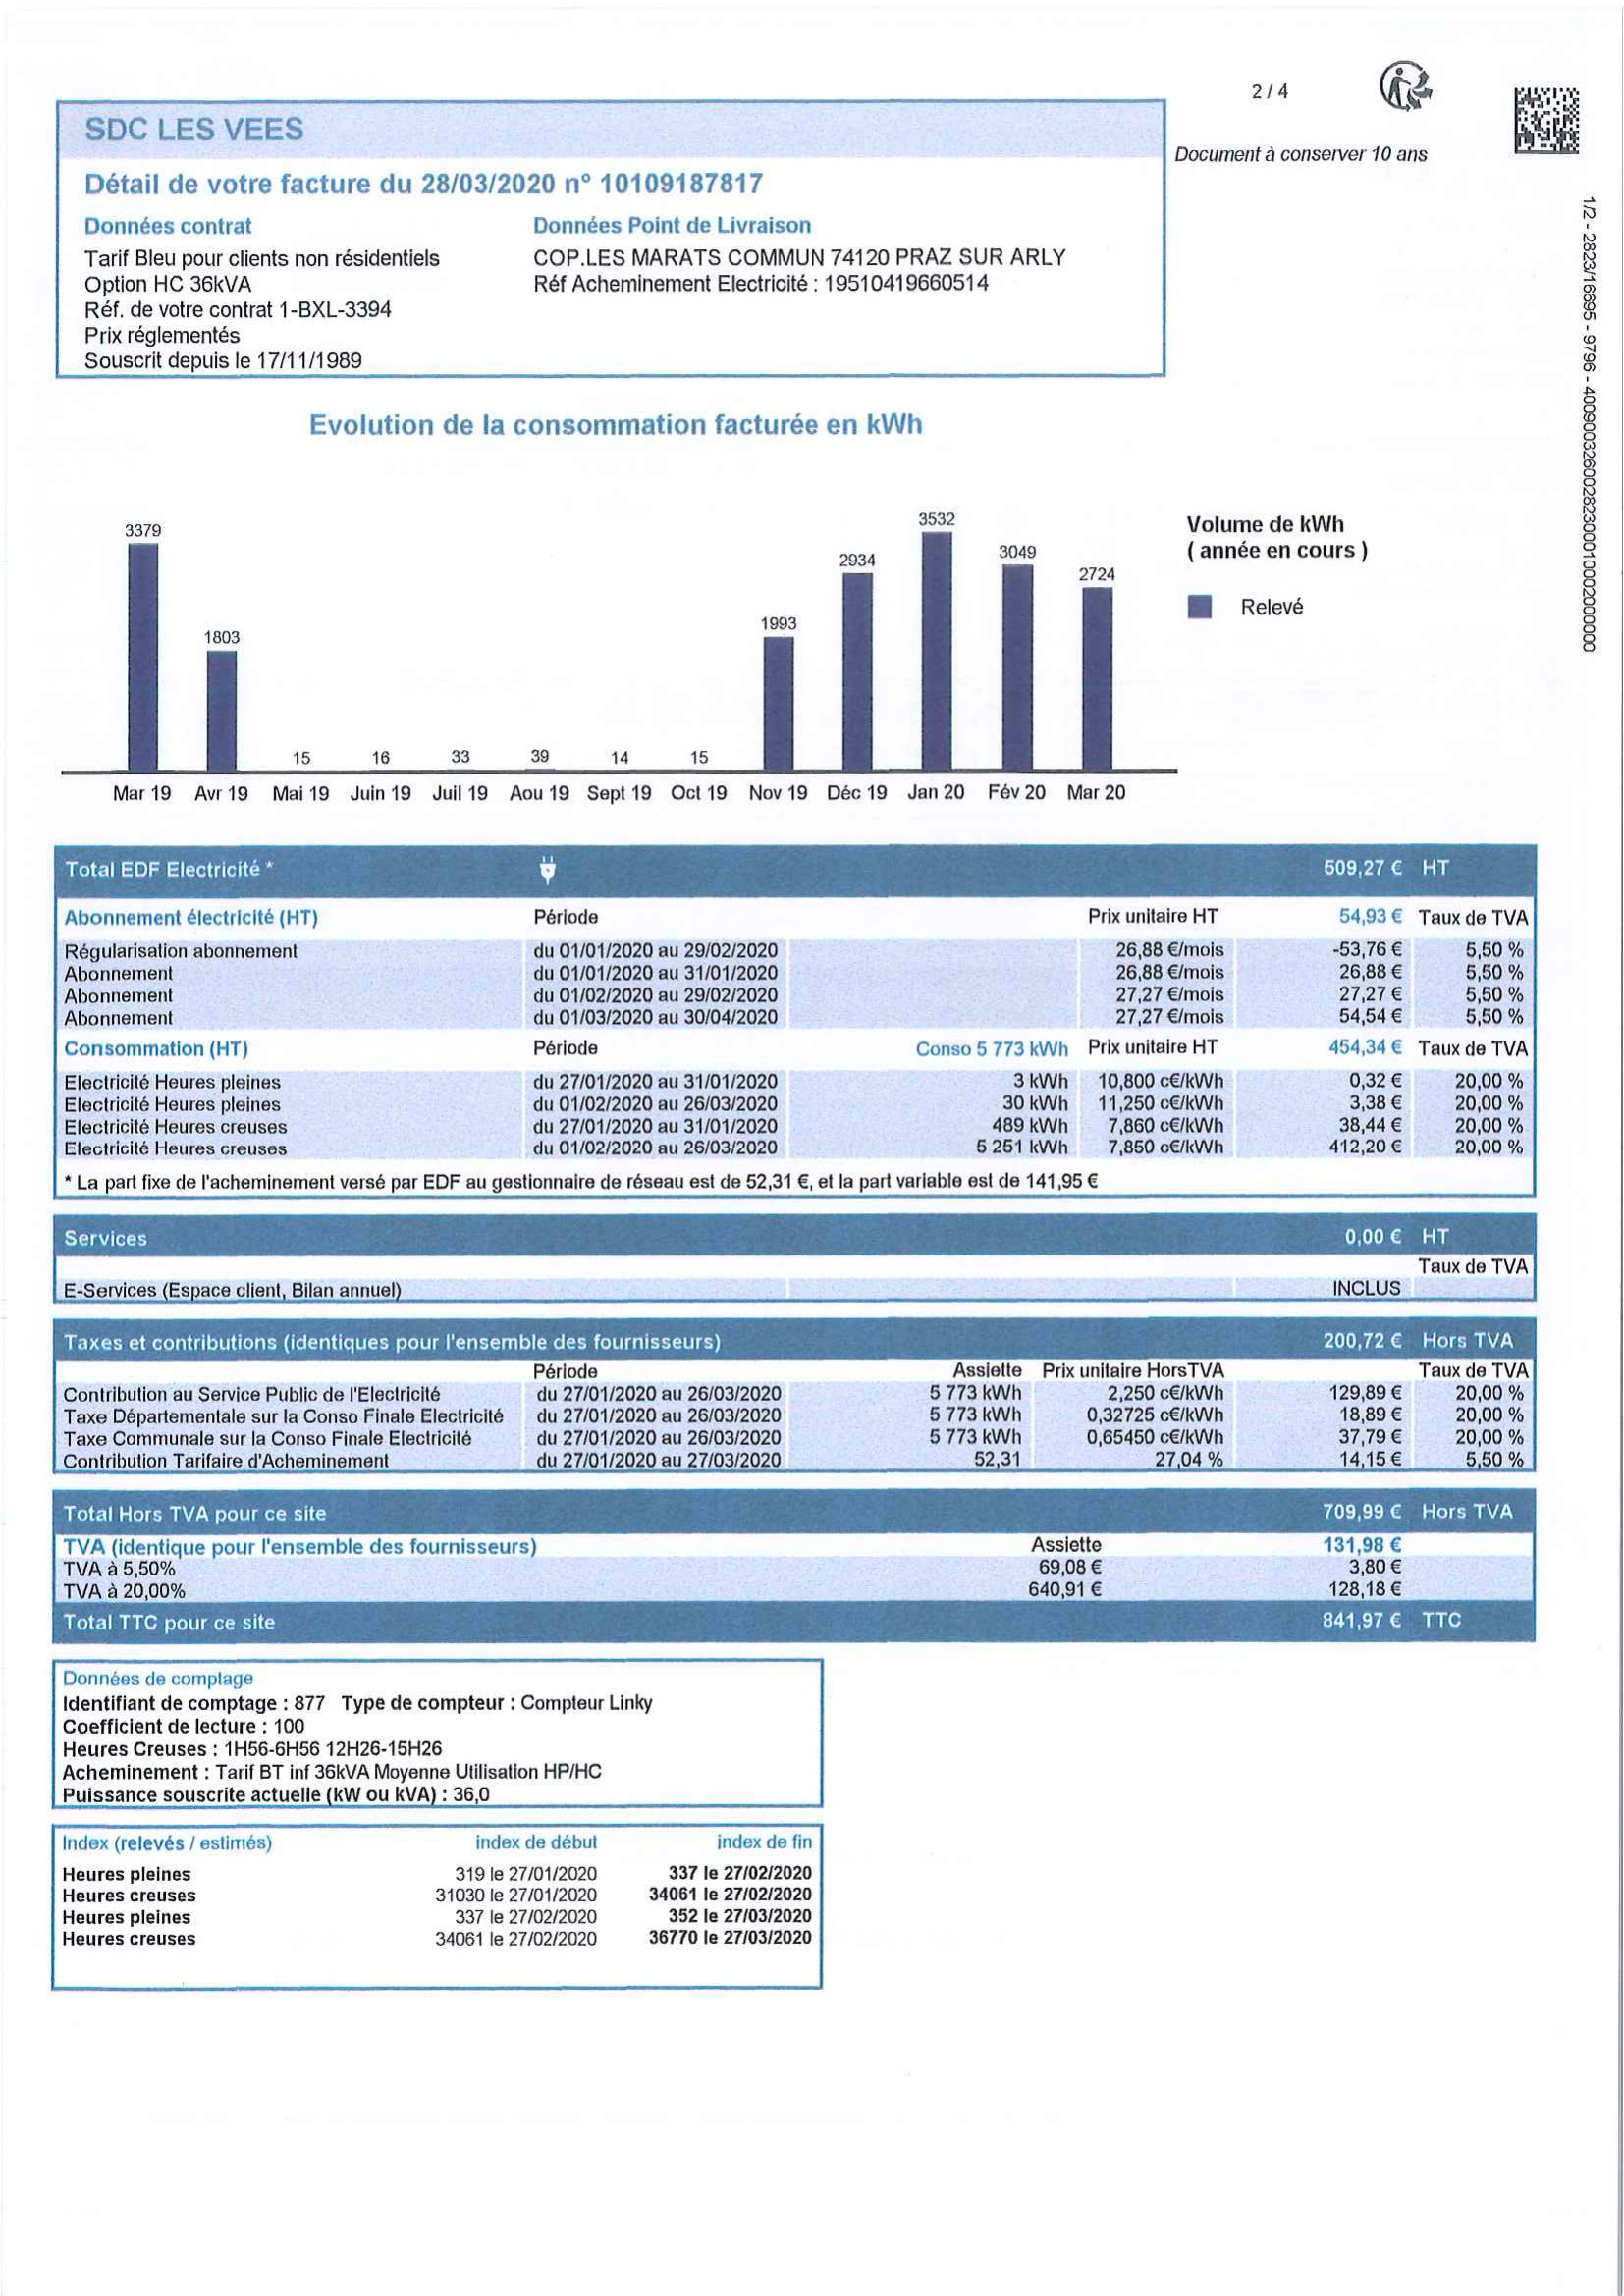 2 / 4
Document à conserver 10 ans
1/2 - 2823/16695 - 9796 - 40090032600282300010002000000
SDC LES VEES
Détail de votre facture du 28/03/2020 n° 10109187817
Données contrat Données Point de Livraison
Tarif Bleu pour clients non résidentiels COP.LES MARATS COMMUN 74120 PRAZ SUR ARLY
Option HC 36kVA Réf Acheminement Electricité : 19510419660514
Réf. de votre contrat 1-BXL-3394
Prix réglementés
Souscrit depuis le 17/11/1989
Evolution de la consommation facturée en kWh
3379 1803 15 16 33 39 14 15 1993 2934 3532 3049 2724
Mar 19 Avr 19 Mai 19 Juin 19 Juil 19 Aou 19 Sept 19 Oct 19 Nov 19 Déc 19 Jan 20 Fév 20 Mar 20
Volume de kWh
( année en cours )
Relevé
Total EDF Electricité * 509,27 € HT
Abonnement électricité (HT) Période Prix unitaire HT 54,93 € Taux de TVA
Régularisation abonnement du 01/01/2020 au 29/02/2020 26,88 €/mois -53,76 € 5,50 %
Abonnement du 01/01/2020 au 31/01/2020 26,88 €/mois 26,88 € 5,50 %
Abonnement du 01/02/2020 au 29/02/2020 27,27 €/mois 27,27 € 5,50 %
Abonnement du 01/03/2020 au 30/04/2020 27,27 €/mois 54,54 € 5,50 %
Consommation (HT) Période Conso 5 773 kWh Prix unitaire HT 454,34 € Taux de TVA
Electricité Heures pleines du 27/01/2020 au 31/01/2020 3 kWh 10,800 c€/kWh 0,32 € 20,00 %
Electricité Heures pleines du 01/02/2020 au 26/03/2020 30 kWh 11,250 c€/kWh 3,38 € 20,00 %
Electricité Heures creuses du 27/01/2020 au 31/01/2020 489 kWh 7,860 c€/kWh 38,44 € 20,00 %
Electricité Heures creuses du 01/02/2020 au 26/03/2020 5 251 kWh 7,850 c€/kWh 412,20 € 20,00 %
* La part fixe de l'acheminement versé par EDF au gestionnaire de réseau est de 52,31 €, et la part variable est de 141,95 €
Services 0,00 € HT
Taux de TVA
E-Services (Espace client, Bilan annuel) INCLUS
Taxes et contributions (identiques pour l'ensemble des fournisseurs) 200,72 € Hors TVA
Période Assiette Prix unitaire HorsTVA Taux de TVA
Contribution au Service Public de l'Electricité du 27/01/2020 au 26/03/2020 5 773 kWh 2,250 c€/kWh 129,89 € 20,00 %
Taxe Départementale sur la Conso Finale Electricité du 27/01/2020 au 26/03/2020 5 773 kWh 0,32725 c€/kWh 18,89 € 20,00 %
Taxe Communale sur la Conso Finale Electricité du 27/01/2020 au 26/03/2020 5 773 kWh 0,65450 c€/kWh 37,79 € 20,00 %
Contribution Tarifaire d'Acheminement du 27/01/2020 au 27/03/2020 52,31 27,04 % 14,15 € 5,50 %
Total Hors TVA pour ce site 709,99 € Hors TVA
TVA (identique pour l'ensemble des fournisseurs) Assiette 131,98 €
TVA à 5,50% 69,08 € 3,80 €
TVA à 20,00% 640,91 € 128,18 €
Total TTC pour ce site 841,97 € TTC
Données de comptage
Identifiant de comptage : 877 Type de compteur : Compteur Linky
Coefficient de lecture : 100
Heures Creuses : 1H56-6H56 12H26-15H26
Acheminement : Tarif BT inf 36kVA Moyenne Utilisation HP/HC
Puissance souscrite actuelle (kW ou kVA) : 36,0
Index (relevés / estimés) index de début index de fin
Heures pleines 319 le 27/01/2020 337 le 27/02/2020
Heures creuses 31030 le 27/01/2020 34061 le 27/02/2020
Heures pleines 337 le 27/02/2020 352 le 27/03/2020
Heures creuses 34061 le 27/02/2020 36770 le 27/03/2020